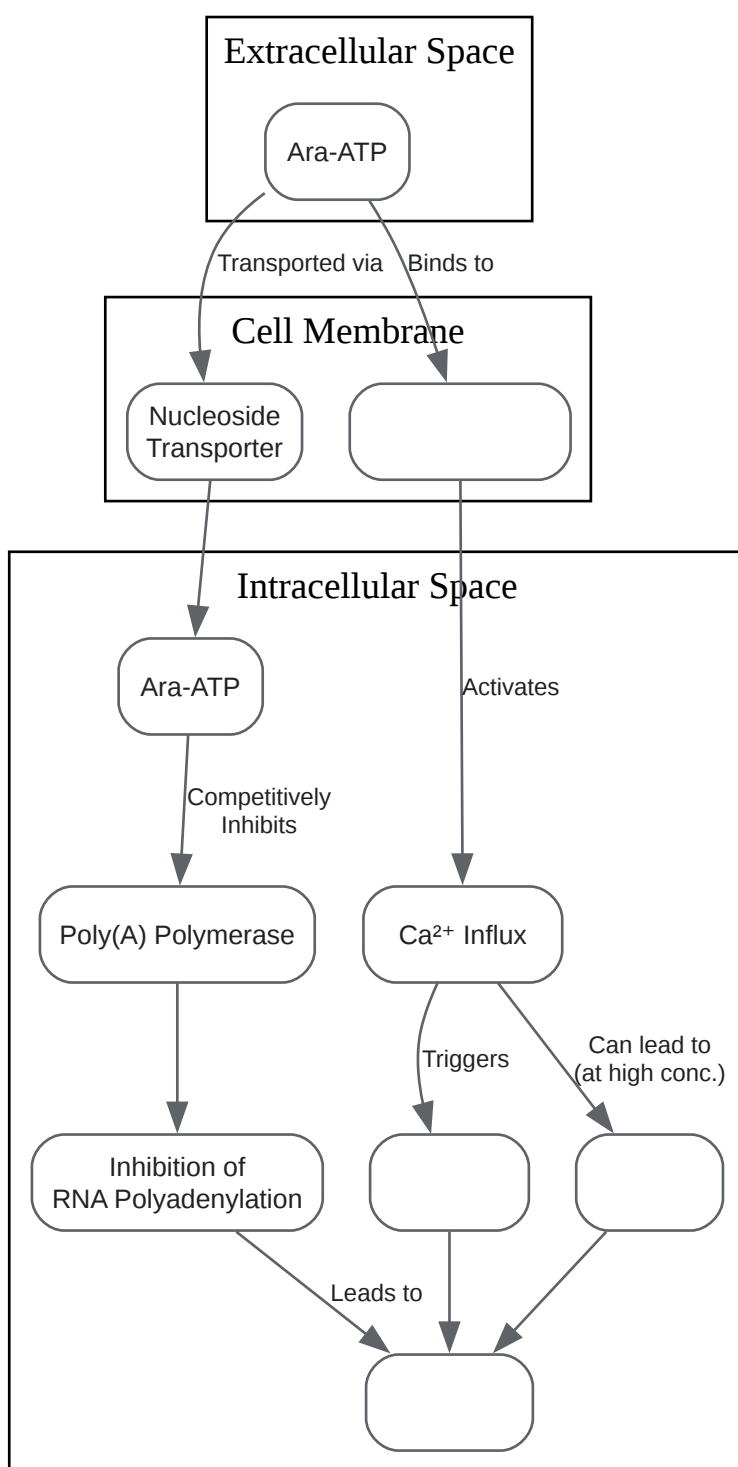 Extracellular Space
Ara-ATP
Transported via
Binds to
Cell Membrane
Nucleoside
Transporter
Intracellular Space
Ara-ATP
Activates
Competitively
Inhibits
Poly(A) Polymerase
Ca²⁺ Influx
Triggers
Can lead to
(at high conc.)
Inhibition of
RNA Polyadenylation
Leads to